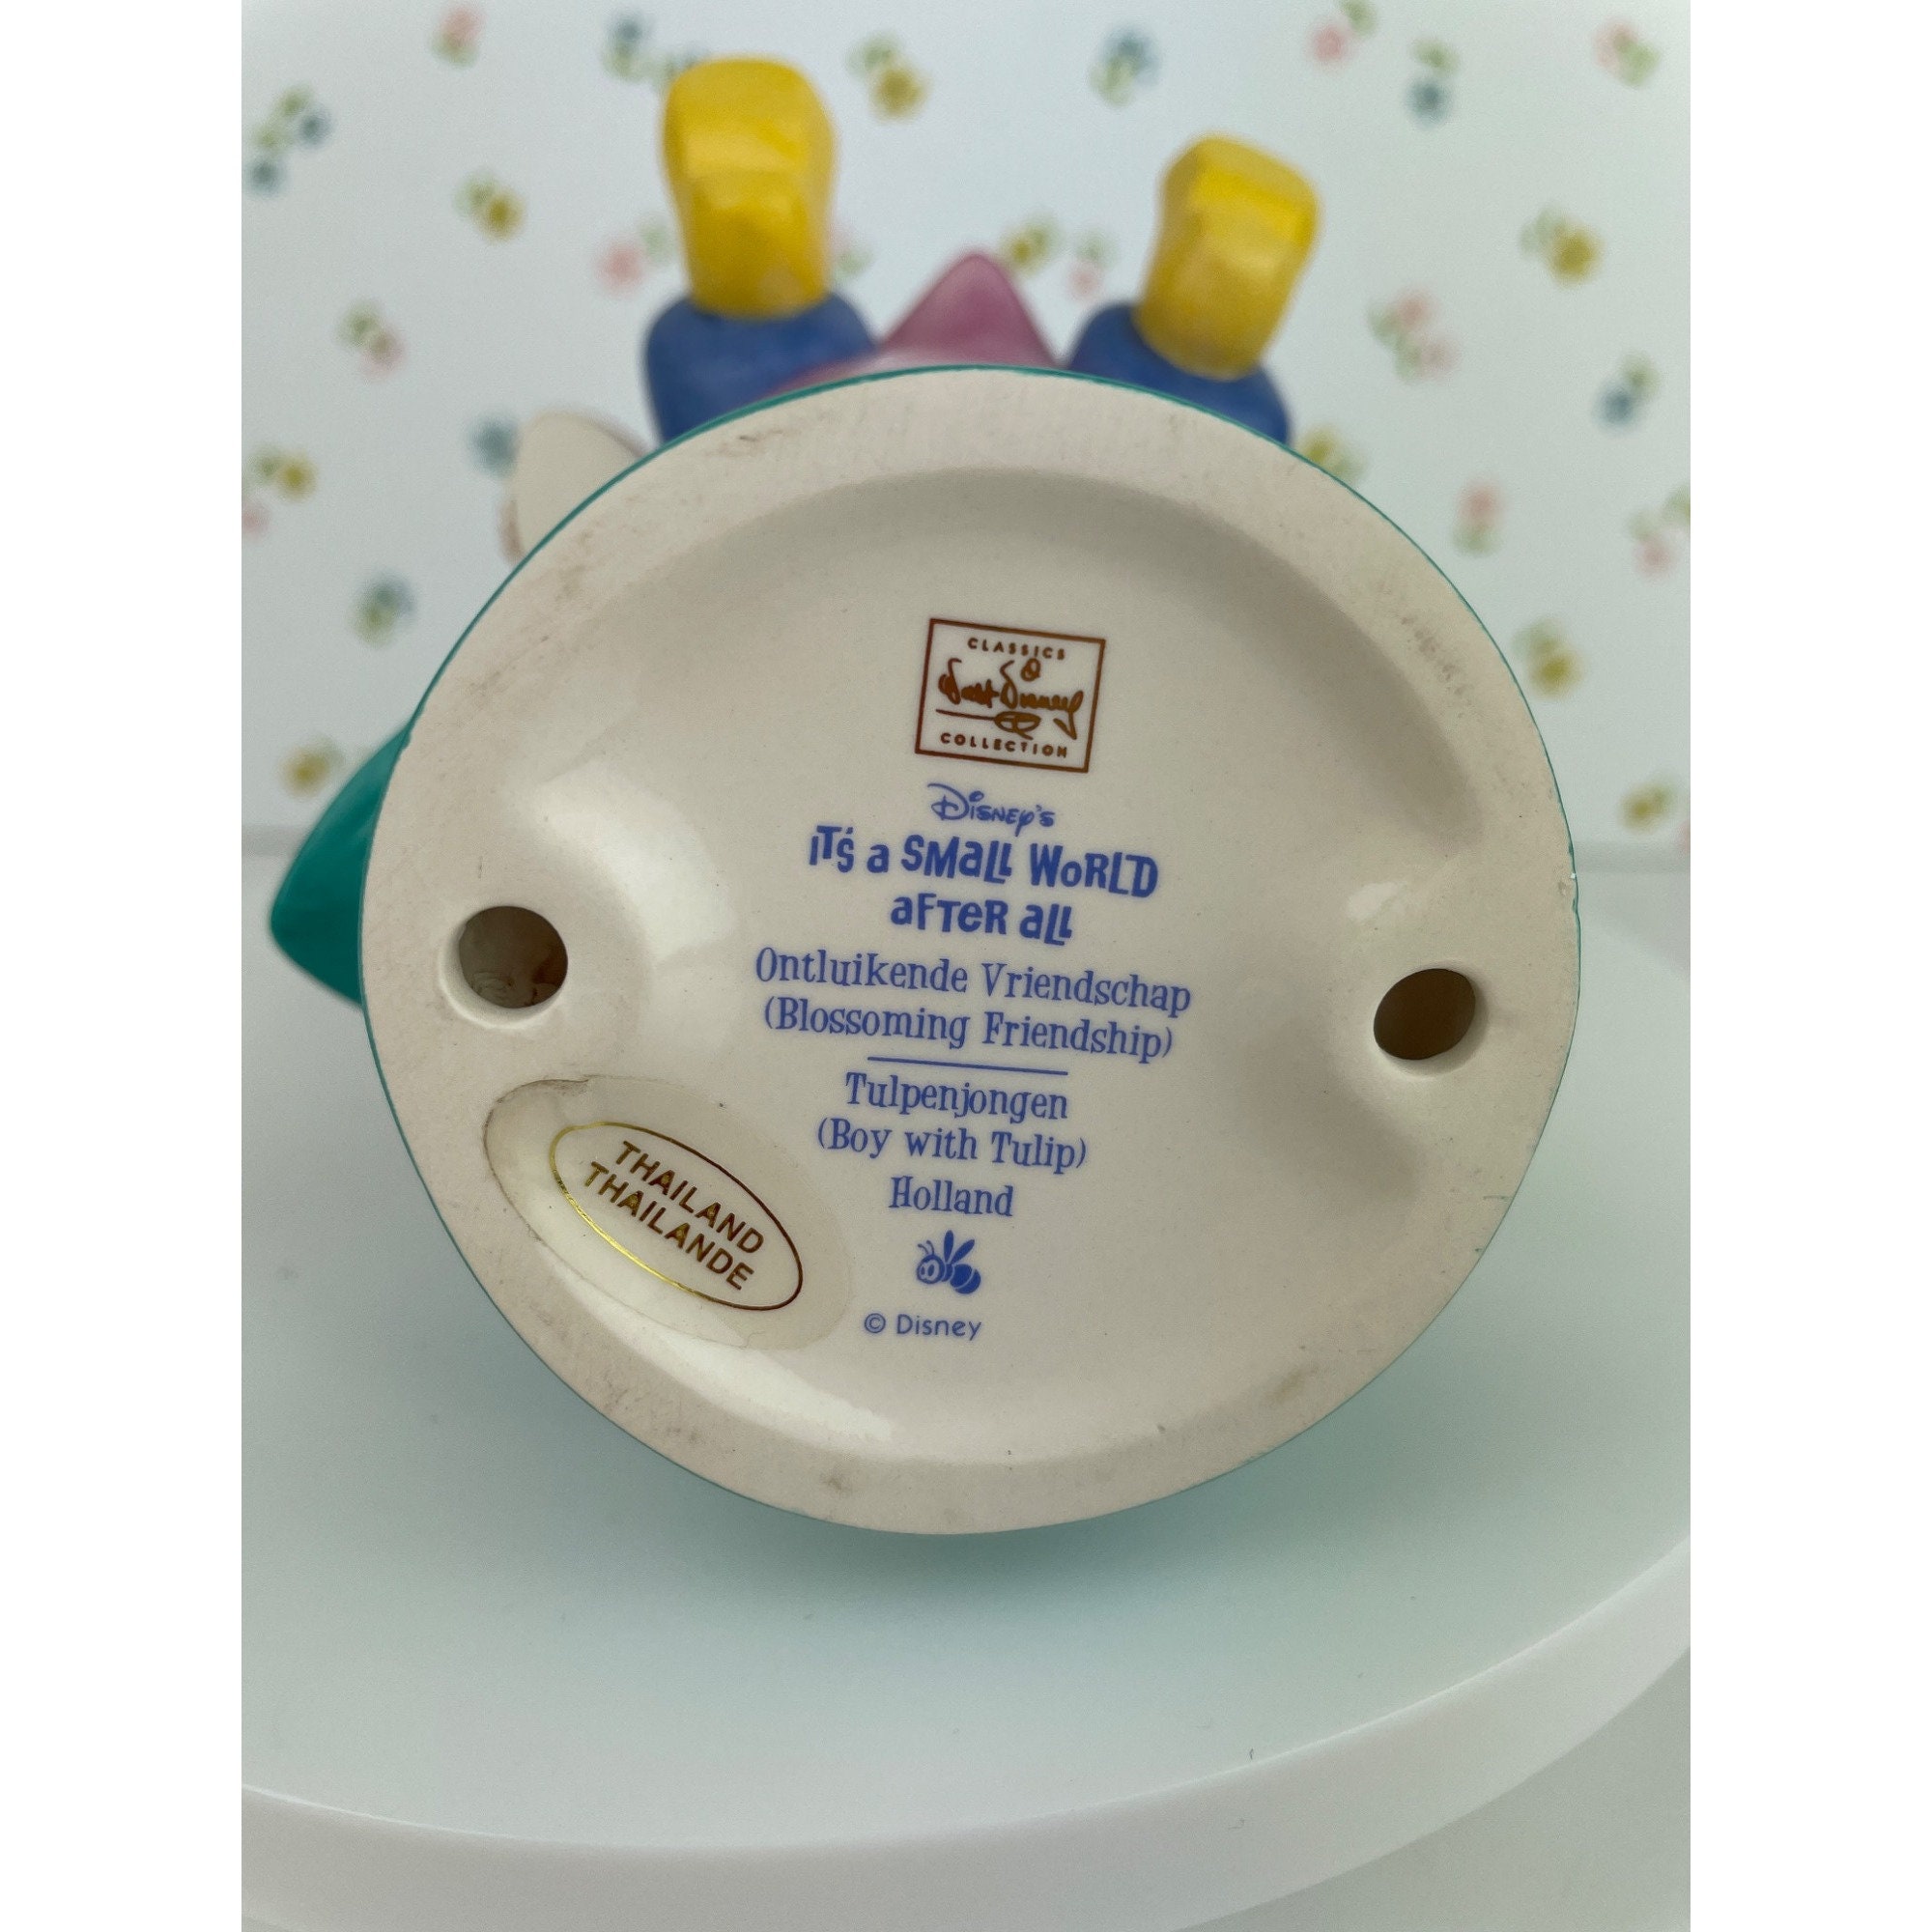 CLASSICS
Walt Disney
COLLECTION
Disney's
it's a small world
after all
Ontluikende Vriendschap
(Blossoming Friendship)
Tulpenjongen
(Boy with Tulip)
Holland
© Disney
THAILAND
THAILANDE